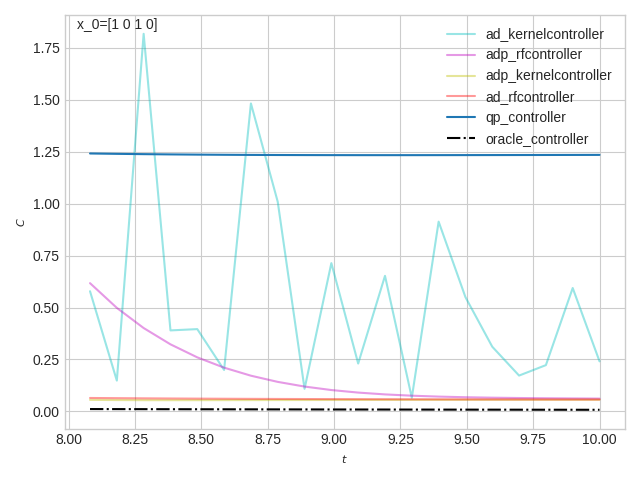 x_0=[1 0 1 0]
ad_kernelcontroller
adp_rfcontroller
adp_kernelcontroller
ad_rfcontroller
qp_controller
oracle_controller
1.75
1.50
1.25
1.00
0.75
0.50
0.25
0.00
C
8.00 8.25 8.50 8.75 9.00 9.25 9.50 9.75 10.00
t